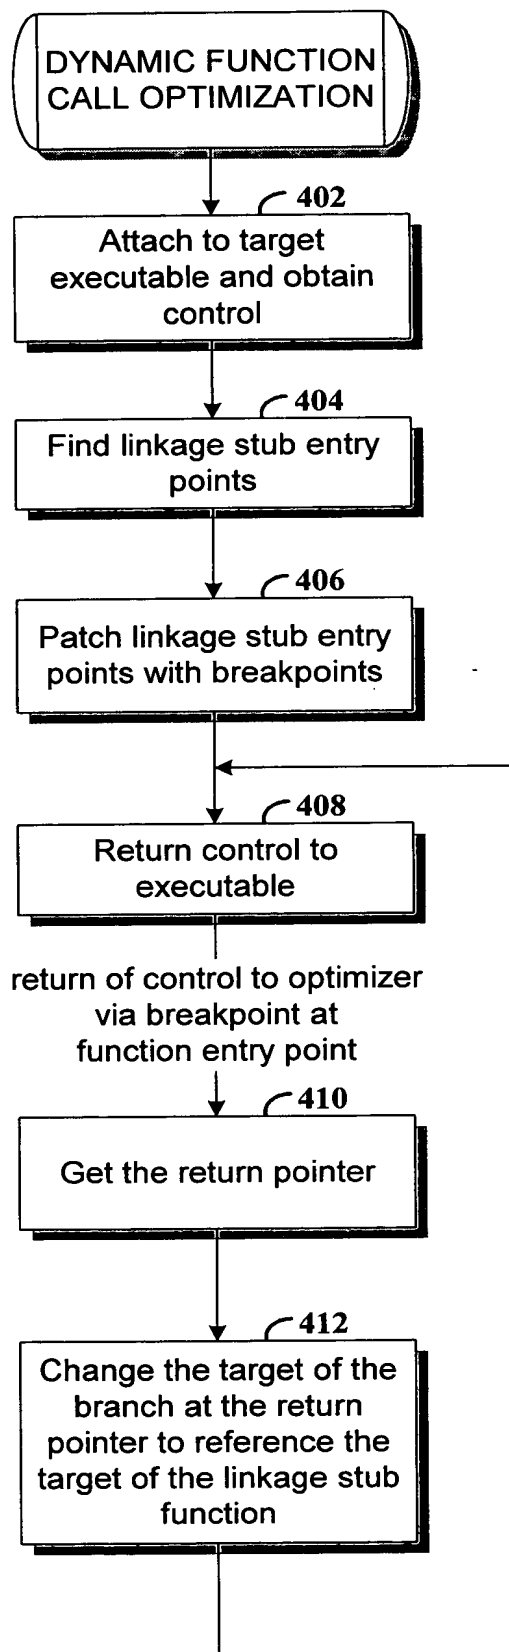 DYNAMIC FUNCTION
CALL OPTIMIZATION
402
Attach to target
executable and obtain
control
404
Find linkage stub entry
points
406
Patch linkage stub entry
points with breakpoints
408
Return control to
executable
return of control to optimizer
via breakpoint at
function entry point
410
Get the return pointer
412
Change the target of the
branch at the return
pointer to reference the
target of the linkage stub
function